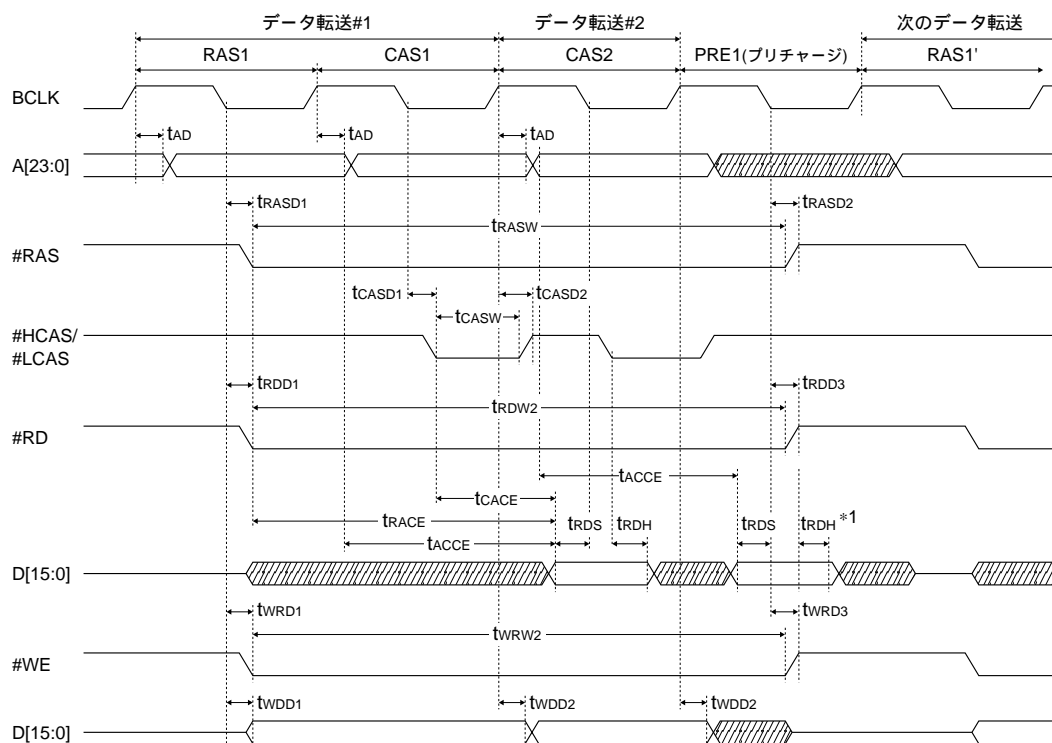 データ転送#1 データ転送#2 次のデータ転送
RAS1 CAS1 CAS2 PRE1(プリチャージ) RAS1'
BCLK
tAD tAD tAD
A[23:0]
tRASD1 tRASD2
tRASW
#RAS
tCASD1 tCASD2
tCASW
#HCAS/
#LCAS
tRDD1 tRDD3
tRDW2
#RD
tACCE
tCACE
tRACE tRDS tRDH tRDS tRDH *1
tACCE
D[15:0]
tWRD1 tWRD3
tWRW2
#WE
tWDD1 tWDD2 tWDD2
D[15:0]